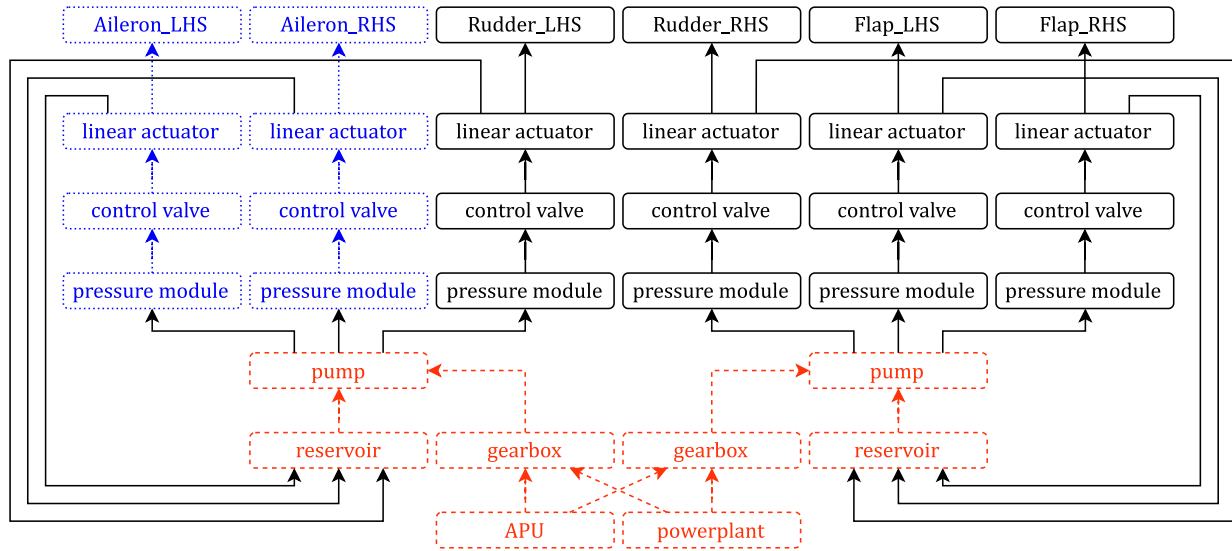 Aileron_LHS
Aileron_RHS
Rudder_LHS
Rudder_RHS
Flap_LHS
Flap_RHS
linear actuator
linear actuator
linear actuator
linear actuator
linear actuator
linear actuator
control valve
control valve
control valve
control valve
control valve
control valve
pressure module
pressure module
pressure module
pressure module
pressure module
pressure module
pump
pump
reservoir
gearbox
gearbox
reservoir
APU
powerplant